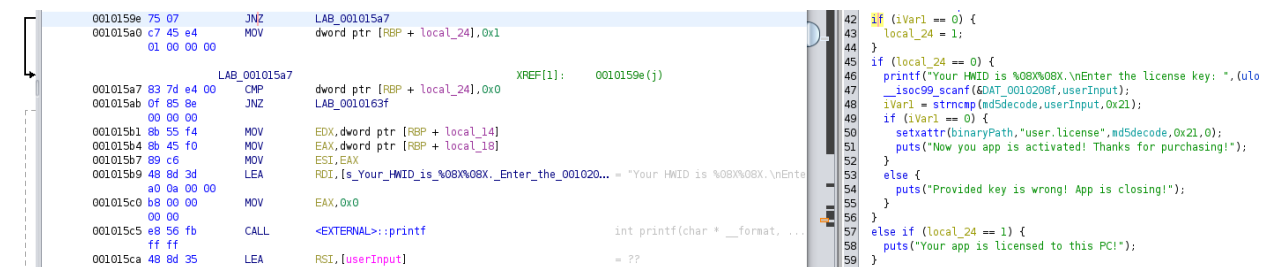 0010159e 75 07 JNZ LAB_001015a7
001015a0 c7 45 e4 MOV dword ptr [RBP + local_24],0x1
01 00 00 00
LAB_001015a7 XREF[1]: 0010159e(j)
001015a7 83 7d e4 00 CMP dword ptr [RBP + local_24],0x0
001015ab 0f 85 8e JNZ LAB_0010163f
00 00 00
001015b1 8b 55 f4 MOV EDX,dword ptr [RBP + local_14]
001015b4 8b 45 f0 MOV EAX,dword ptr [RBP + local_18]
001015b7 89 c6 MOV ESI,EAX
001015b9 48 8d 3d LEA RDI,[s_Your_HWID_is_%08X%08X._Enter_the_001020... = "Your HWID is %08X%08X.\nEnte
a0 0a 00 00
001015c0 b8 00 00 MOV EAX,0x0
00 00
001015c5 e8 56 fb CALL <EXTERNAL>::printf int printf(char * __format, ...
ff ff
001015ca 48 8d 35 LEA RSI,[userInput] = ??
42 if (iVar1 == 0) {
43 local_24 = 1;
44 }
45 if (local_24 == 0) {
46 printf("Your HWID is %08X%08X.\nEnter the license key: ",(ulo
47 __isoc99_scanf(&DAT_0010208f,userInput);
48 iVar1 = strncmp(md5decode,userInput,0x21);
49 if (iVar1 == 0) {
50 setxattr(binaryPath,"user.license",md5decode,0x21,0);
51 puts("Now you app is activated! Thanks for purchasing!");
52 }
53 else {
54 puts("Provided key is wrong! App is closing!");
55 }
56 }
57 else if (local_24 == 1) {
58 puts("Your app is licensed to this PC!");
59 }